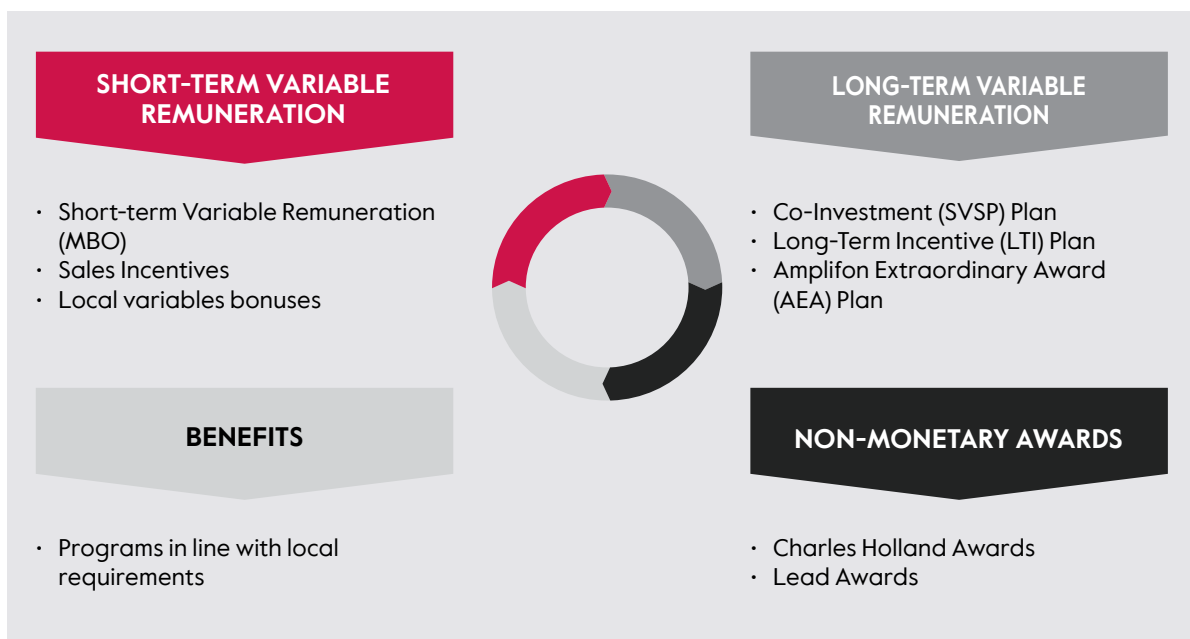 SHORT-TERM VARIABLE
REMUNERATION
· Short-term Variable Remuneration
(MBO)
· Sales Incentives
· Local variables bonuses
LONG-TERM VARIABLE
REMUNERATION
· Co-Investment (SVSP) Plan
· Long-Term Incentive (LTI) Plan
· Amplifon Extraordinary Award
(AEA) Plan
BENEFITS
· Programs in line with local
requirements
NON-MONETARY AWARDS
· Charles Holland Awards
· Lead Awards